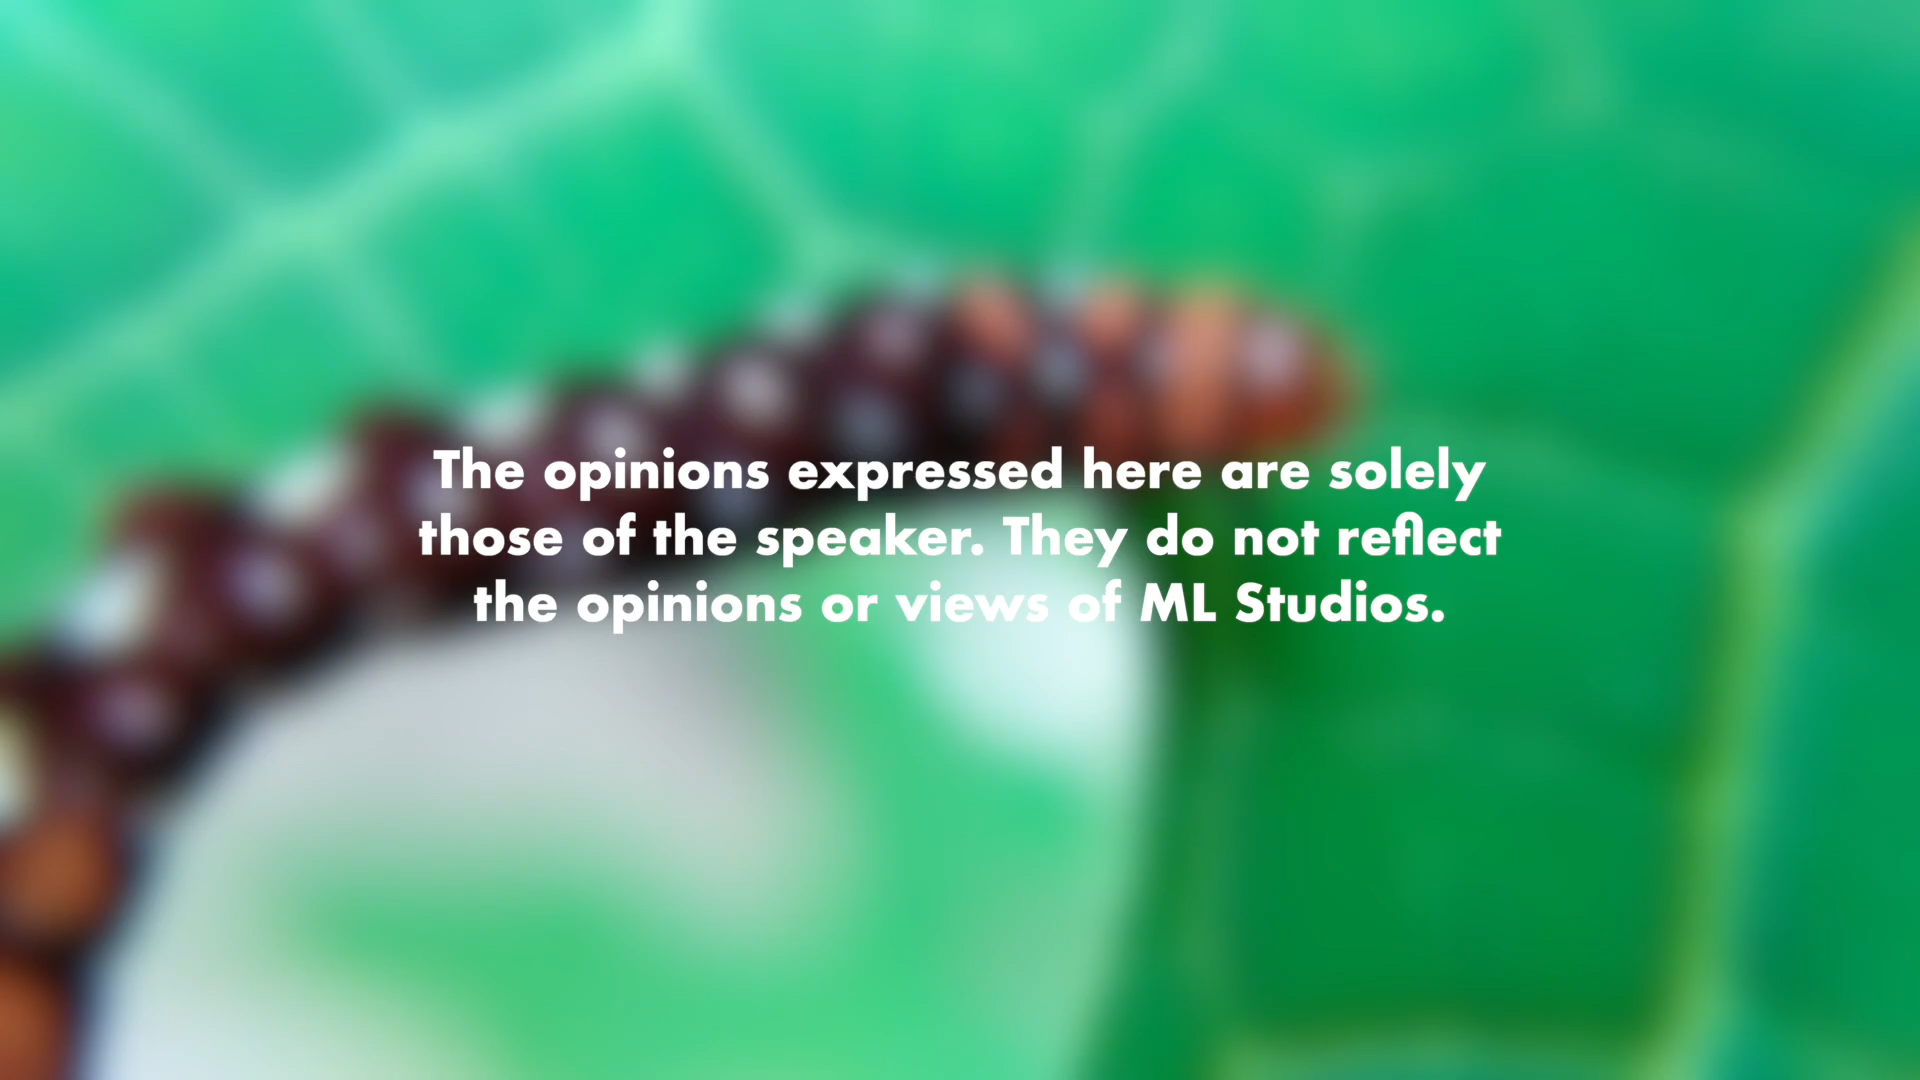 The opinions expressed here are solely
those of the speaker. They do not reflect
the opinions or views of ML Studios.